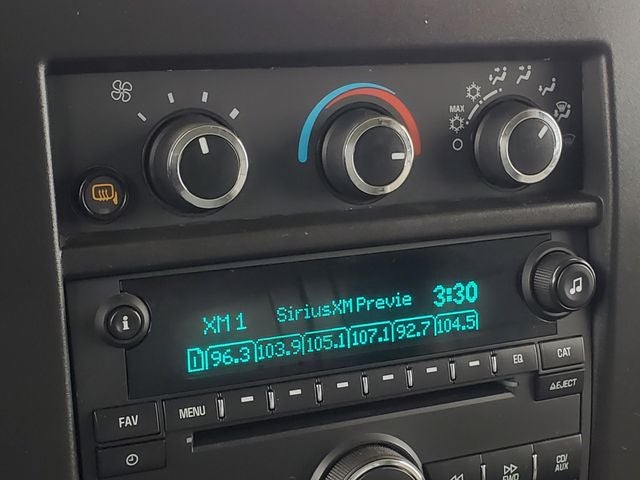 MAX
XM1 SiriusXM Previe 3:30
1 96.3 103.9 105.1 107.1 92.7 104.5
i
FAV MENU EQ CAT
EJECT
FWD CD/
AUX